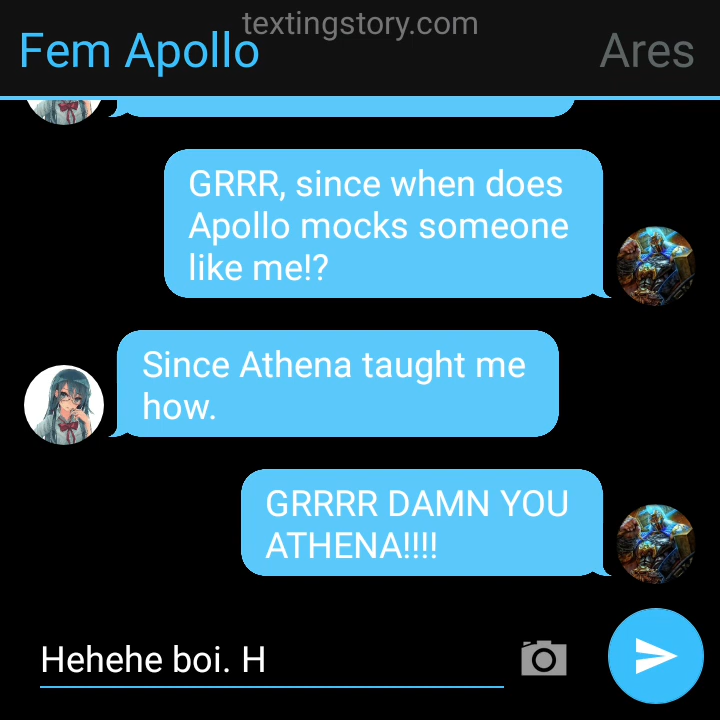 textingstory.com
Fem Apollo
Ares
GRRR, since when does
Apollo mocks someone
like me!?
Since Athena taught me
how.
GRRRR DAMN YOU
ATHENA!!!!
Hehehe boi. H